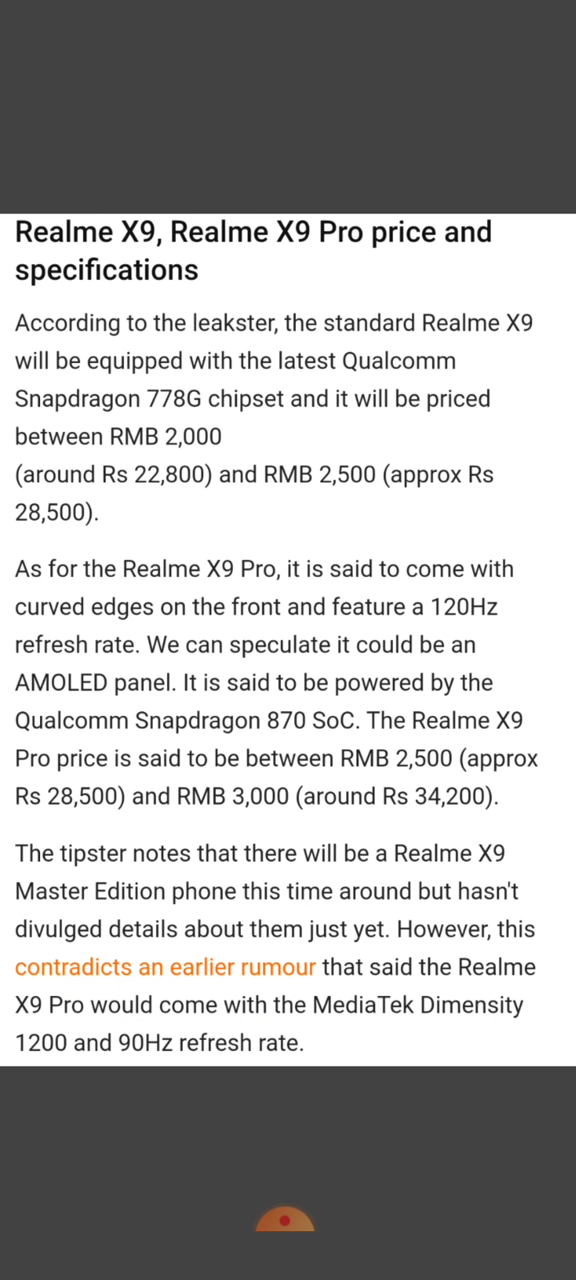 Realme X9, Realme X9 Pro price and
specifications
According to the leakster, the standard Realme X9
will be equipped with the latest Qualcomm
Snapdragon 778G chipset and it will be priced
between RMB 2,000
(around Rs 22,800) and RMB 2,500 (approx Rs
28,500).
As for the Realme X9 Pro, it is said to come with
curved edges on the front and feature a 120Hz
refresh rate. We can speculate it could be an
AMOLED panel. It is said to be powered by the
Qualcomm Snapdragon 870 SoC. The Realme X9
Pro price is said to be between RMB 2,500 (approx
Rs 28,500) and RMB 3,000 (around Rs 34,200).
The tipster notes that there will be a Realme X9
Master Edition phone this time around but hasn't
divulged details about them just yet. However, this
contradicts an earlier rumour that said the Realme
X9 Pro would come with the MediaTek Dimensity
1200 and 90Hz refresh rate.